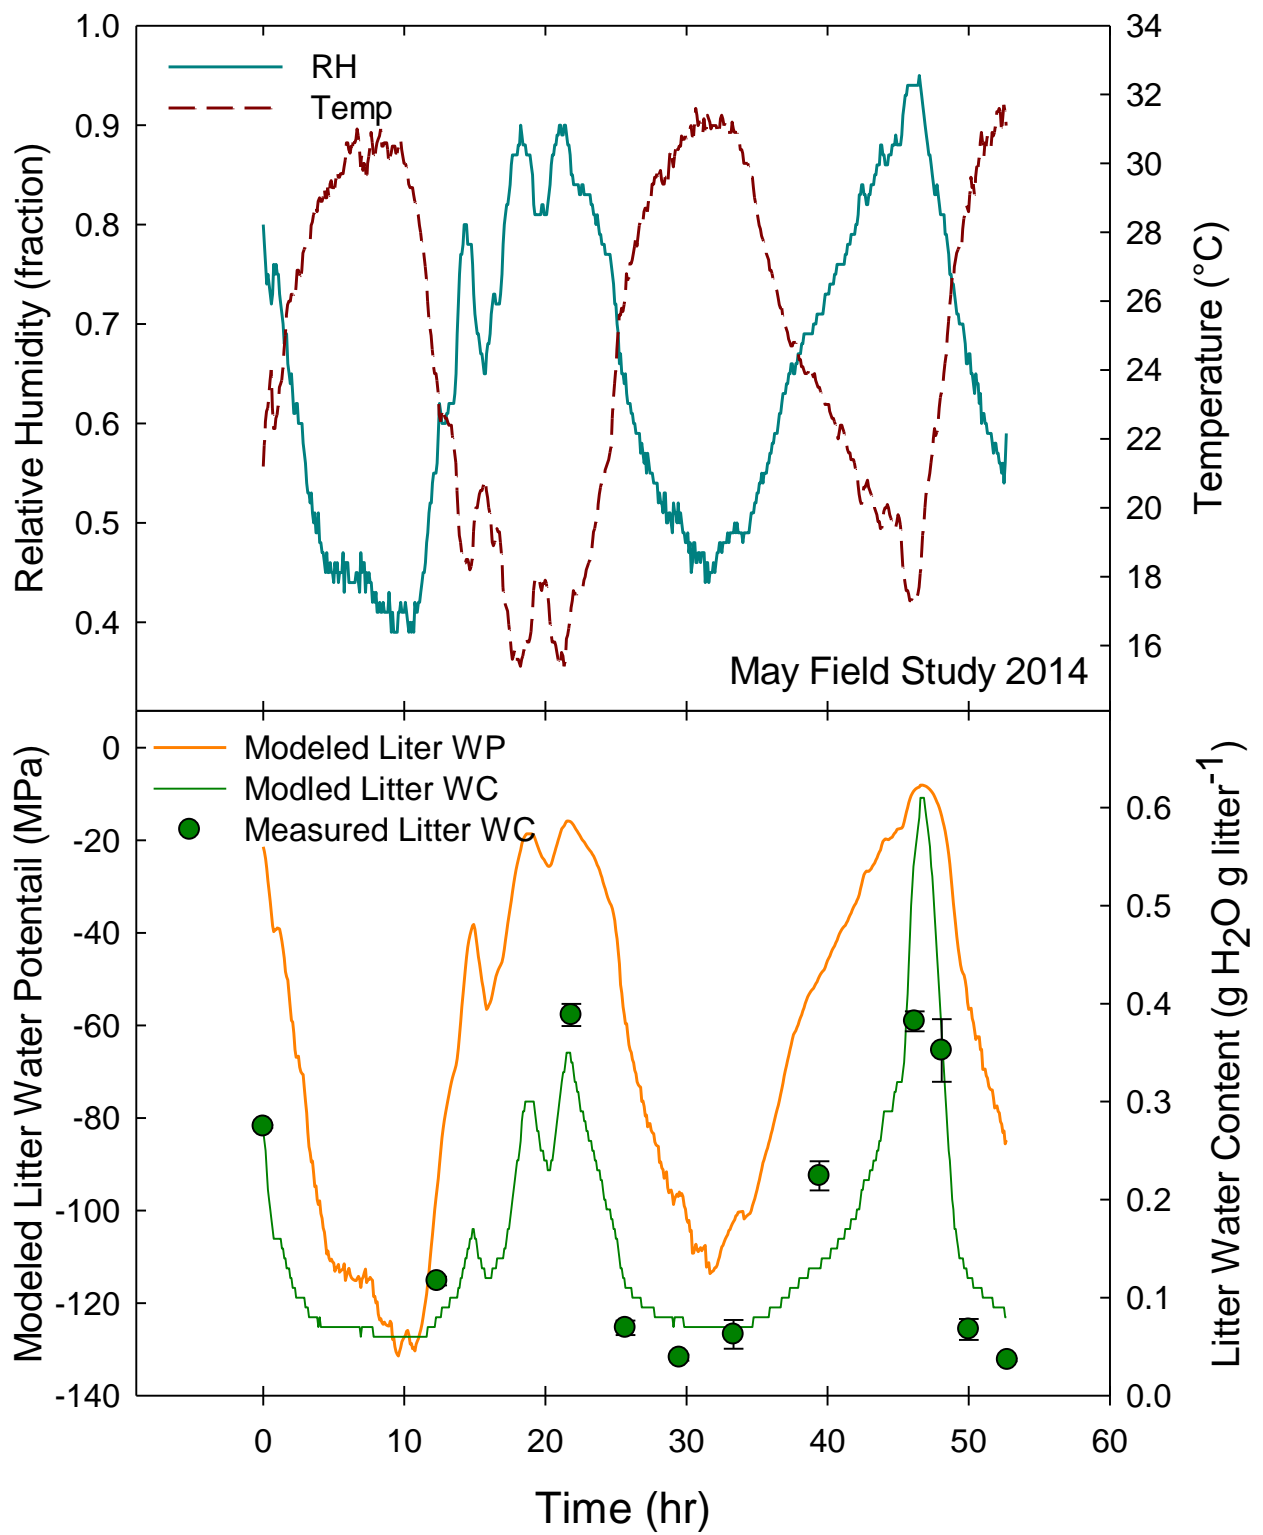 1.0
0.9
0.8
0.7
0.6
0.5
0.4
Relative Humidity (fraction)
RH
Temp
34
32
30
28
26
24
22
20
18
16
Temperature (°C)
May Field Study 2014
0
-20
-40
-60
-80
-100
-120
-140
Modeled Litter Water Potentail (MPa)
Modeled Liter WP
Modled Litter WC
Measured Litter WC
0.6
0.5
0.4
0.3
0.2
0.1
0.0
Litter Water Content (g H2O g litter-1)
0 10 20 30 40 50 60
Time (hr)